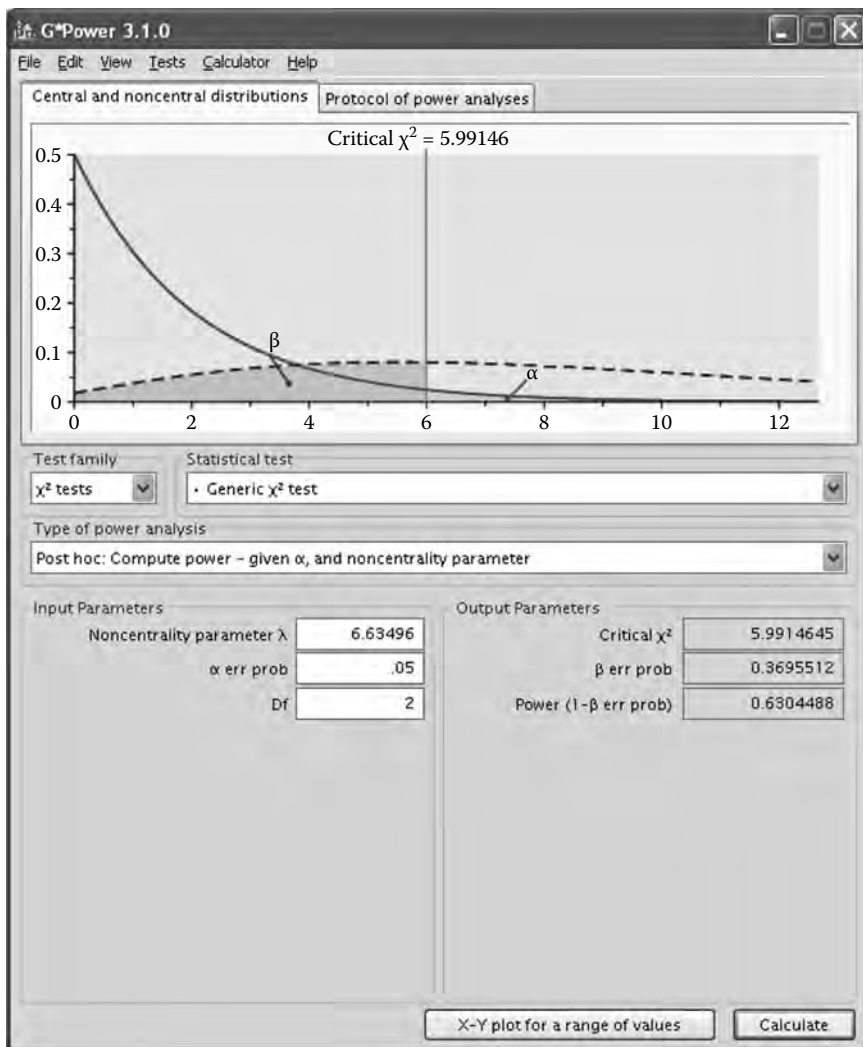 G*Power 3.1.0
File Edit View Tests Calculator Help
Central and noncentral distributions Protocol of power analyses
Critical χ² = 5.99146
0.5
0.4
0.3
0.2
0.1
0
β
α
0 2 4 6 8 10 12
Test family Statistical test
χ² tests · Generic χ² test
Type of power analysis
Post hoc: Compute power – given α, and noncentrality parameter
Input Parameters Output Parameters
Noncentrality parameter λ 6.63496 Critical χ² 5.9914645
α err prob .05 β err prob 0.3695512
Df 2 Power (1-β err prob) 0.6304488
X-Y plot for a range of values Calculate